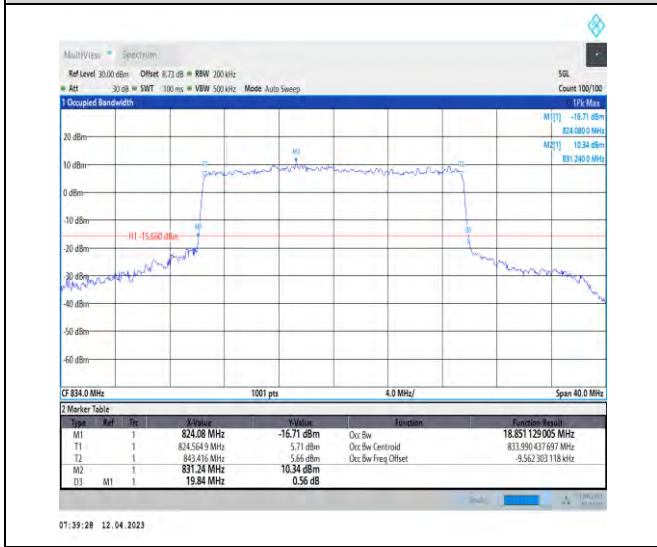 MultiView Spectrum
Ref Level 30.00 dBm Offset 8.73 dB RBW 200 kHz SGL
Att 30 dB SWT 100 ms VBW 500 kHz Mode Auto Sweep Count 100/100
1 Occupied Bandwidth 1Pk Max
M1[1] -16.71 dBm
824.0800 MHz
M2[1] 10.34 dBm
831.2400 MHz
20 dBm
M2
T1 T2
10 dBm
0 dBm
-10 dBm
M1 D3
H1 -15.660 dBm
-20 dBm
-30 dBm
-40 dBm
-50 dBm
-60 dBm
CF 834.0 MHz 1001 pts 4.0 MHz/ Span 40.0 MHz
2 Marker Table
Type Ref Trc X-Value Y-Value Function Function Result
M1 1 824.08 MHz -16.71 dBm Occ Bw 18.851 129 005 MHz
T1 1 824.564 9 MHz 5.71 dBm Occ Bw Centroid 833.990 437 697 MHz
T2 1 843.416 MHz 5.66 dBm Occ Bw Freq Offset -9.562 303 118 kHz
M2 1 831.24 MHz 10.34 dBm
D3 M1 1 19.84 MHz 0.56 dB
07:39:28 12.04.2023